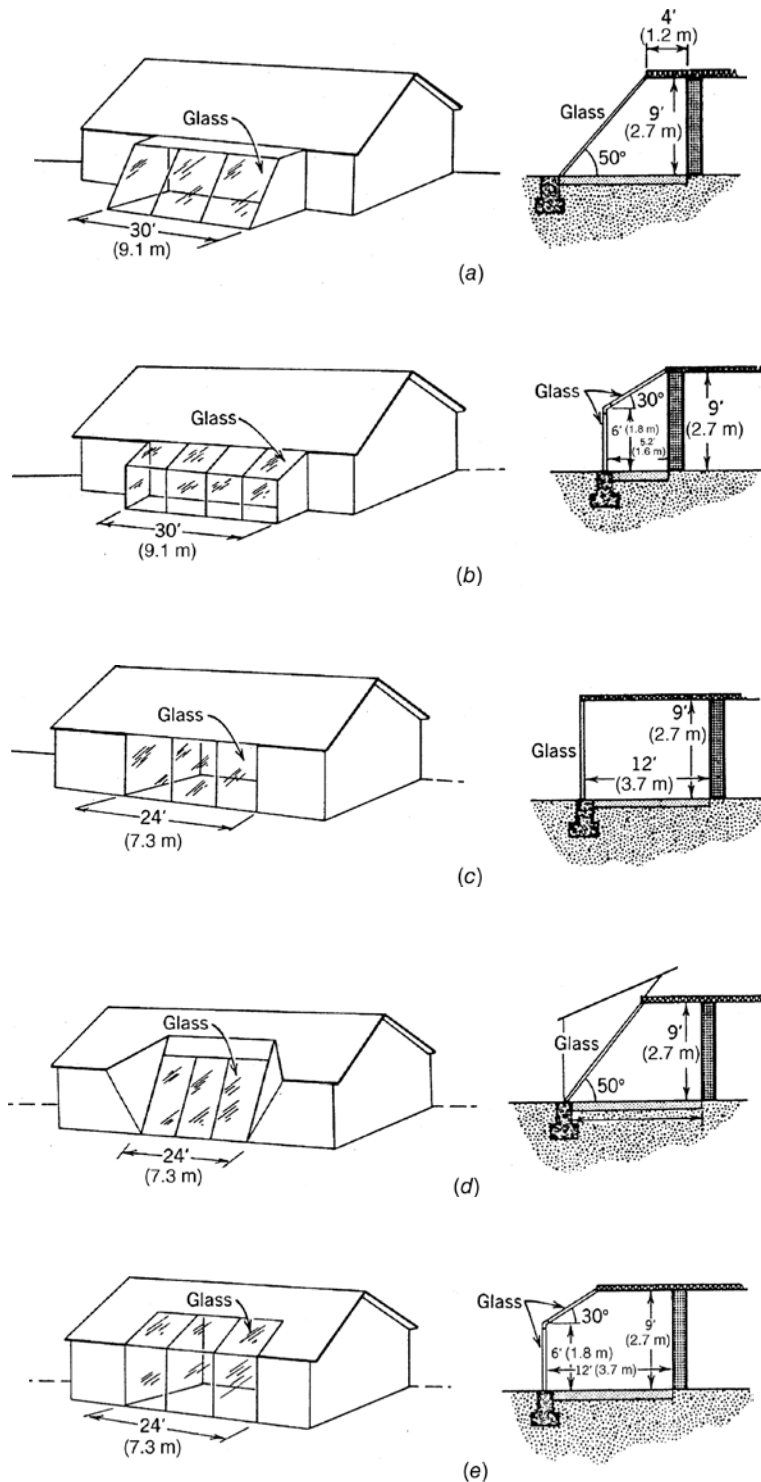 4'
(1.2 m)
Glass
Glass
9'
(2.7 m)
50°
30'
(9.1 m)
(a)
Glass
Glass
30°
9'
(2.7 m)
6' (1.8 m)
5.2'
(1.6 m)
30'
(9.1 m)
(b)
Glass
9'
(2.7 m)
Glass
12'
(3.7 m)
24'
(7.3 m)
(c)
Glass
Glass
9'
(2.7 m)
50°
24'
(7.3 m)
(d)
Glass
Glass
30°
9'
(2.7 m)
6' (1.8 m)
12' (3.7 m)
24'
(7.3 m)
(e)